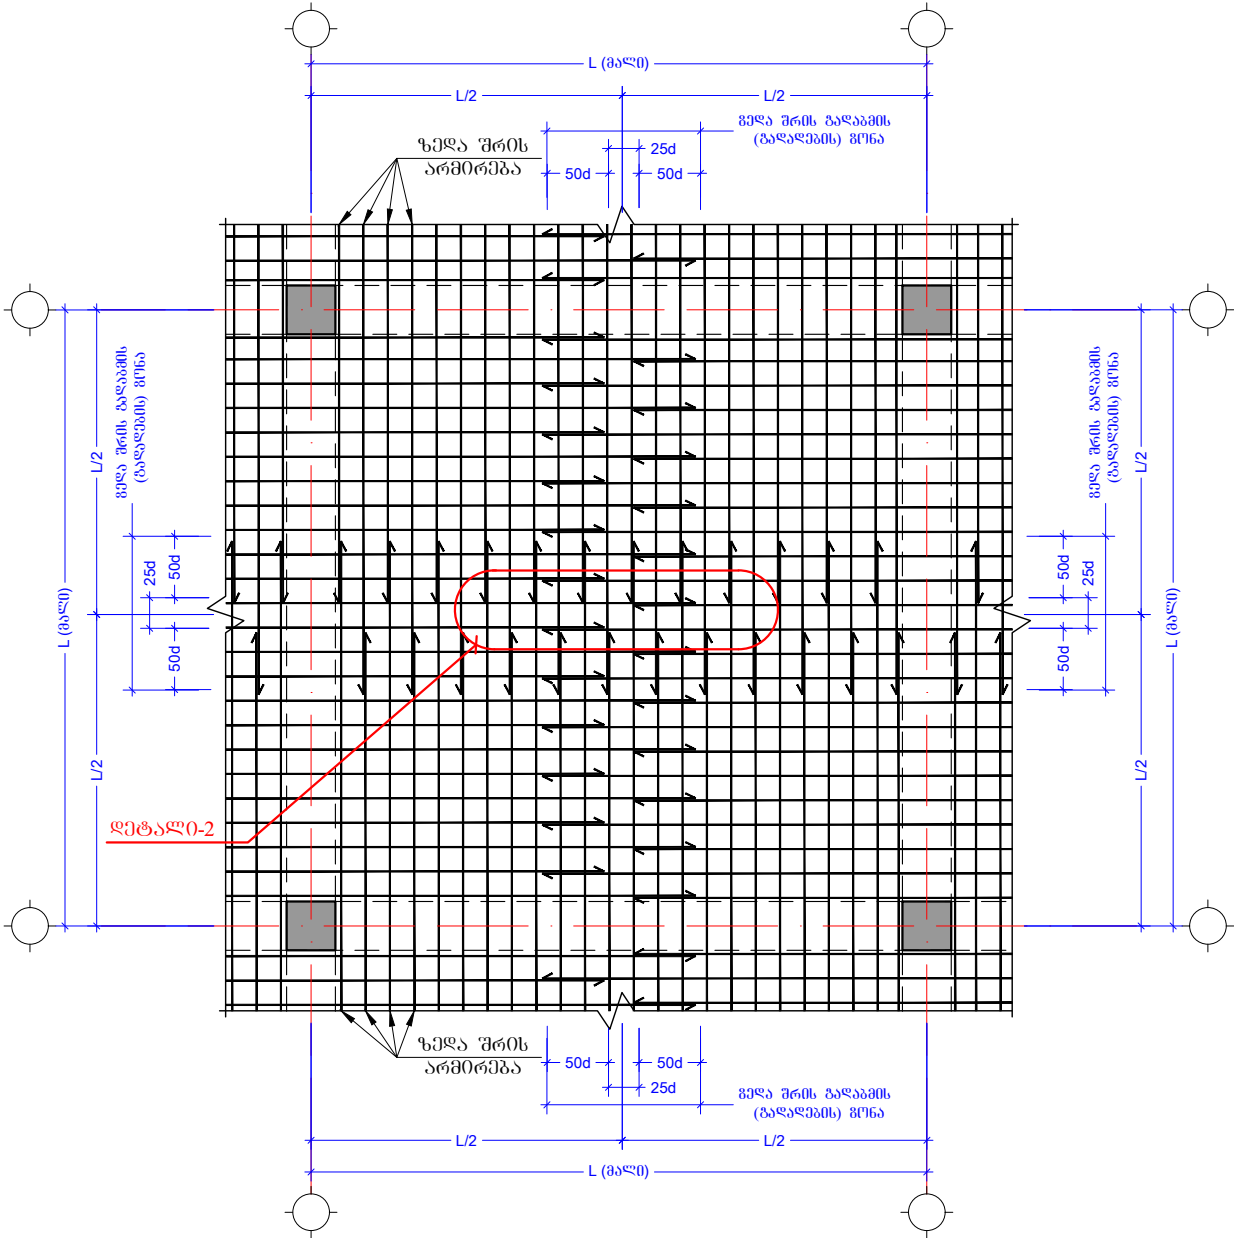 L (მალი)
L/2
L/2
ზედა შრის გადაბმის
(გადადების) ზონა
25d
50d
50d
ზედა შრის
არმირება
ზედა შრის გადაბმის
(გადადების) ზონა
L/2
50d
25d
50d
L (მალი)
L/2
ზედა შრის გადაბმის
(გადადების) ზონა
L/2
50d
25d
50d
L (მალი)
L/2
დეტალი-2
ზედა შრის
არმირება
50d
50d
25d
ზედა შრის გადაბმის
(გადადების) ზონა
L/2
L/2
L (მალი)